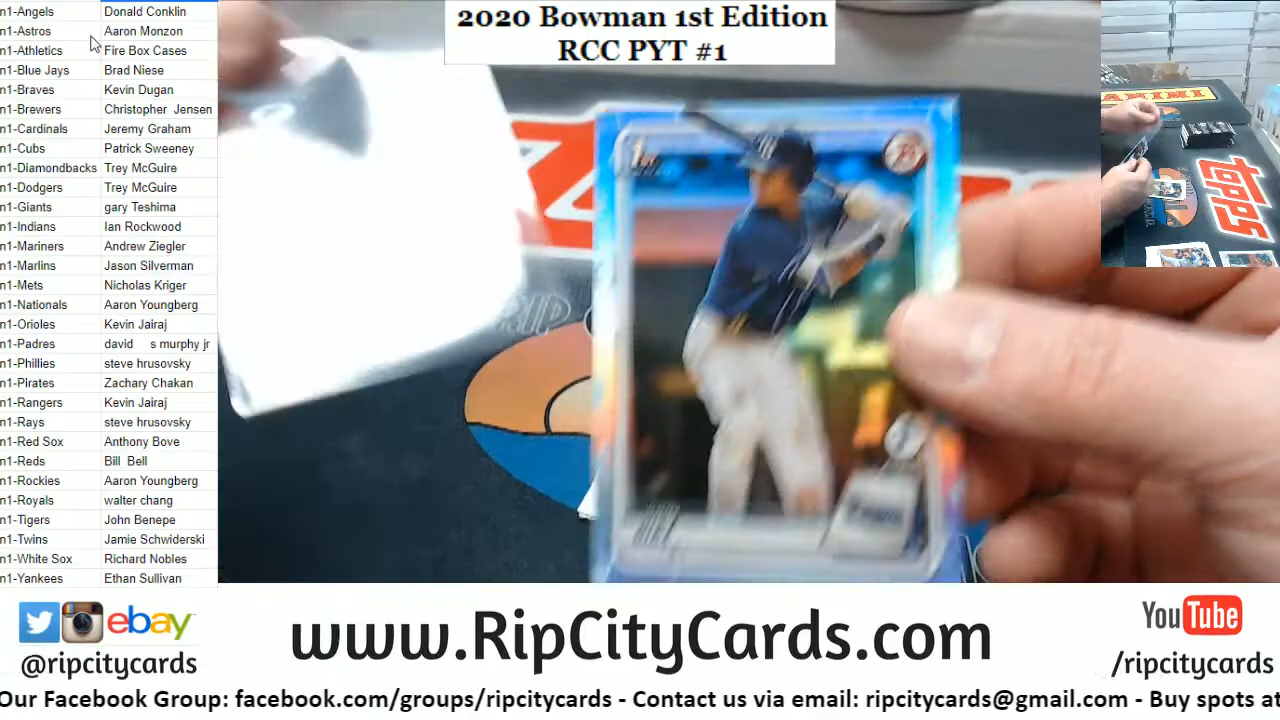 2020 Bowman 1st Edition
RCC PYT #1
n1-Angels Donald Conklin
n1-Astros Aaron Monzon
n1-Athletics Fire Box Cases
n1-Blue Jays Brad Niese
n1-Braves Kevin Dugan
n1-Brewers Christopher Jensen
n1-Cardinals Jeremy Graham
n1-Cubs Patrick Sweeney
n1-Diamondbacks Trey McGuire
n1-Dodgers Trey McGuire
n1-Giants gary Teshima
n1-Indians Ian Rockwood
n1-Mariners Andrew Ziegler
n1-Marlins Jason Silverman
n1-Mets Nicholas Kriger
n1-Nationals Aaron Youngberg
n1-Orioles Kevin Jairaj
n1-Padres david s murphy jr
n1-Phillies steve hrusovsky
n1-Pirates Zachary Chakan
n1-Rangers Kevin Jairaj
n1-Rays steve hrusovsky
n1-Red Sox Anthony Bove
n1-Reds Bill Bell
n1-Rockies Aaron Youngberg
n1-Royals walter chang
n1-Tigers John Benepe
n1-Twins Jamie Schwiderski
n1-White Sox Richard Nobles
n1-Yankees Ethan Sullivan
1st
RIP
ANINI
TOPPS
ebay
@ripcitycards
www.RipCityCards.com
YouTube
/ripcitycards
Our Facebook Group: facebook.com/groups/ripcitycards - Contact us via email: ripcitycards@gmail.com - Buy spots at